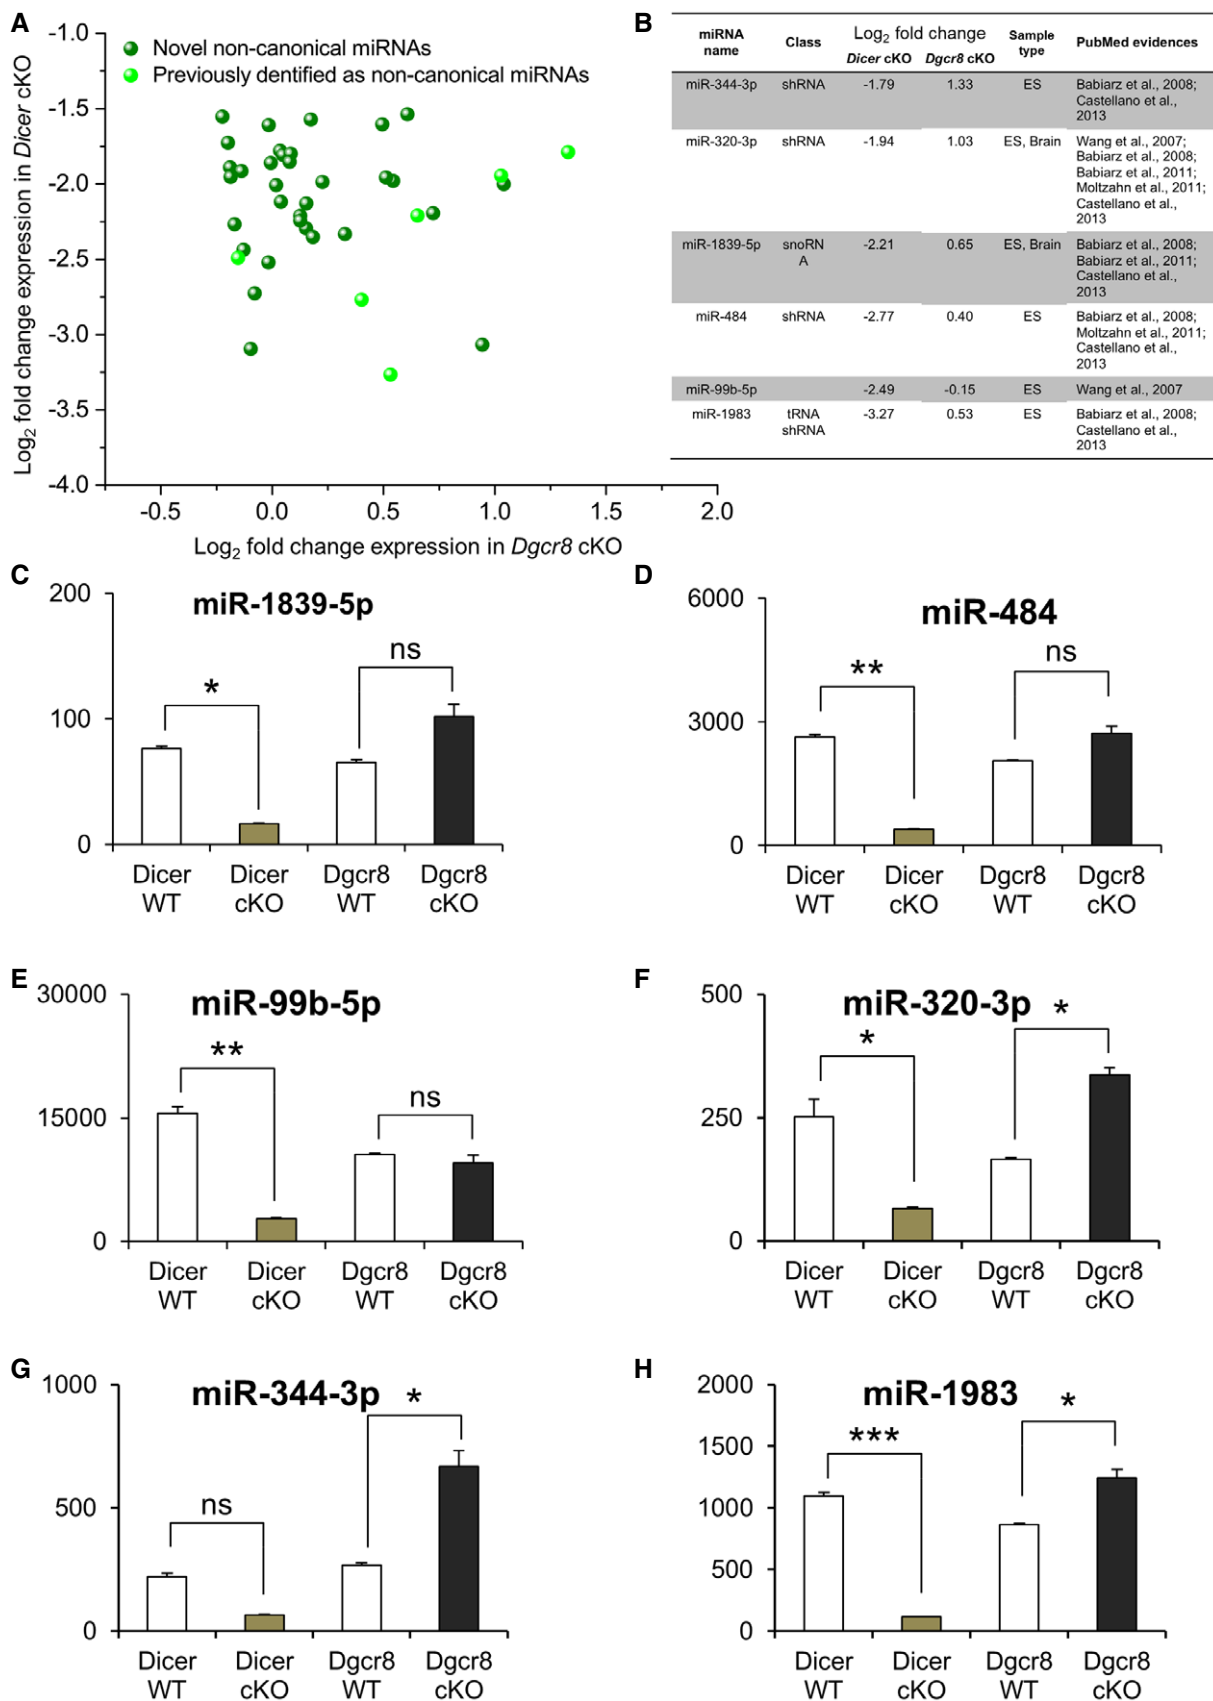 A
-1.0
-1.5
-2.0
-2.5
-3.0
-3.5
-4.0
Log2 fold change expression in Dicer cKO
Novel non-canonical miRNAs
Previously dentified as non-canonical miRNAs
-0.5 0.0 0.5 1.0 1.5 2.0
Log2 fold change expression in Dgcr8 cKO
B
miRNA name Class Log2 fold change Sample type PubMed evidences
Dicer cKO Dgcr8 cKO
miR-344-3p shRNA -1.79 1.33 ES Babiarz et al., 2008;
Castellano et al.,
2013
miR-320-3p shRNA -1.94 1.03 ES, Brain Wang et al., 2007;
Babiarz et al., 2008;
Babiarz et al., 2011;
Moltzahn et al., 2011;
Castellano et al.,
2013
miR-1839-5p snoRN -2.21 0.65 ES, Brain Babiarz et al., 2008;
A Babiarz et al., 2011;
Castellano et al.,
2013
miR-484 shRNA -2.77 0.40 ES Babiarz et al., 2008;
Moltzahn et al., 2011;
Castellano et al.,
2013
miR-99b-5p -2.49 -0.15 ES Wang et al., 2007
miR-1983 tRNA -3.27 0.53 ES Babiarz et al., 2008;
shRNA Castellano et al.,
2013
C
miR-1839-5p
200
100
0
*
ns
Dicer Dicer Dgcr8 Dgcr8
WT cKO WT cKO
D
miR-484
6000
3000
0
**
ns
Dicer Dicer Dgcr8 Dgcr8
WT cKO WT cKO
E
miR-99b-5p
30000
15000
0
**
ns
Dicer Dicer Dgcr8 Dgcr8
WT cKO WT cKO
F
miR-320-3p
500
250
0
*
*
Dicer Dicer Dgcr8 Dgcr8
WT cKO WT cKO
G
miR-344-3p
1000
500
0
ns
*
Dicer Dicer Dgcr8 Dgcr8
WT cKO WT cKO
H
miR-1983
2000
1500
1000
500
0
***
*
Dicer Dicer Dgcr8 Dgcr8
WT cKO WT cKO